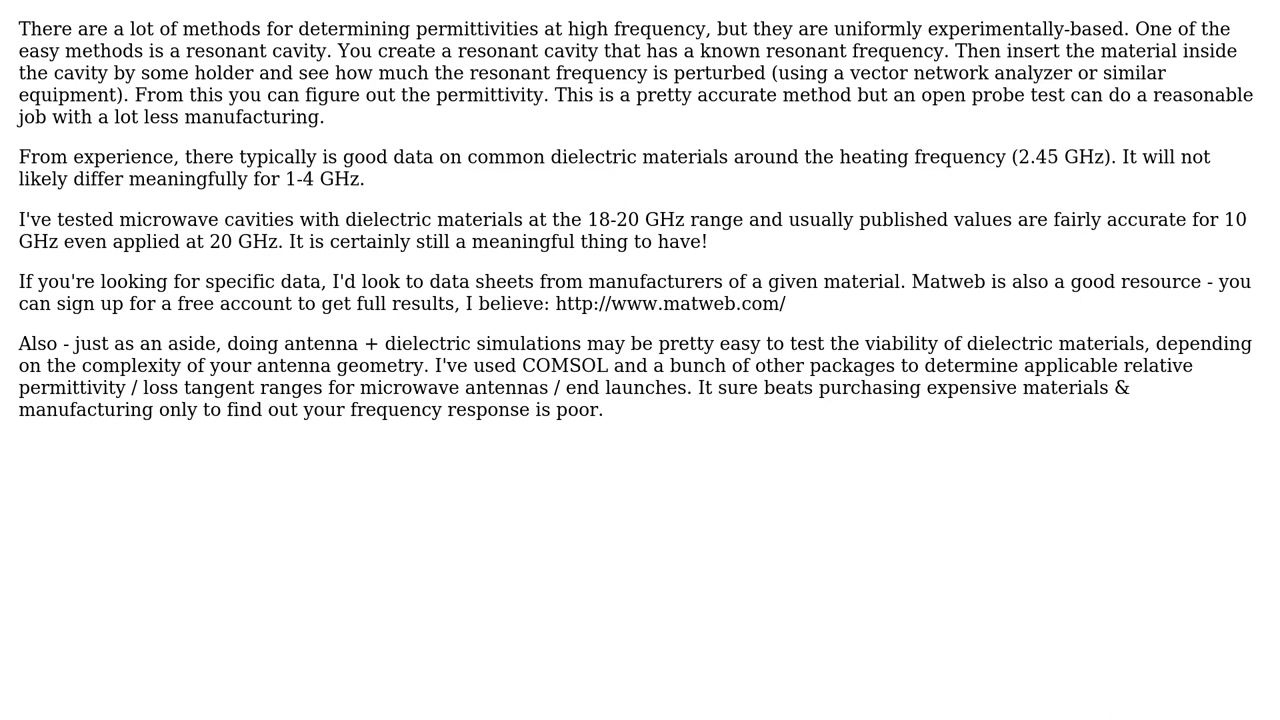 There are a lot of methods for determining permittivities at high frequency, but they are uniformly experimentally-based. One of the
easy methods is a resonant cavity. You create a resonant cavity that has a known resonant frequency. Then insert the material inside
the cavity by some holder and see how much the resonant frequency is perturbed (using a vector network analyzer or similar
equipment). From this you can figure out the permittivity. This is a pretty accurate method but an open probe test can do a reasonable
job with a lot less manufacturing.
From experience, there typically is good data on common dielectric materials around the heating frequency (2.45 GHz). It will not
likely differ meaningfully for 1-4 GHz.
I've tested microwave cavities with dielectric materials at the 18-20 GHz range and usually published values are fairly accurate for 10
GHz even applied at 20 GHz. It is certainly still a meaningful thing to have!
If you're looking for specific data, I'd look to data sheets from manufacturers of a given material. Matweb is also a good resource - you
can sign up for a free account to get full results, I believe: http://www.matweb.com/
Also - just as an aside, doing antenna + dielectric simulations may be pretty easy to test the viability of dielectric materials, depending
on the complexity of your antenna geometry. I've used COMSOL and a bunch of other packages to determine applicable relative
permittivity / loss tangent ranges for microwave antennas / end launches. It sure beats purchasing expensive materials &
manufacturing only to find out your frequency response is poor.